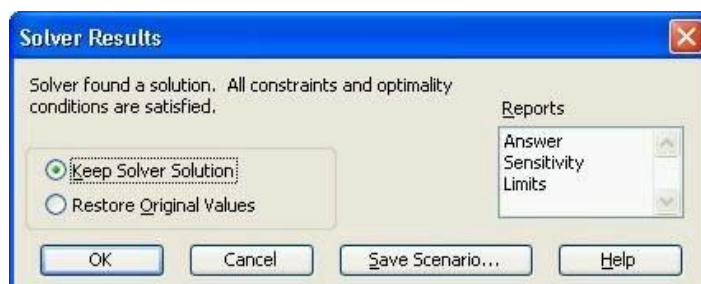 Solver Results
Solver found a solution. All constraints and optimality
conditions are satisfied.
Reports
Answer
Sensitivity
Limits
Keep Solver Solution
Restore Original Values
OK
Cancel
Save Scenario...
Help